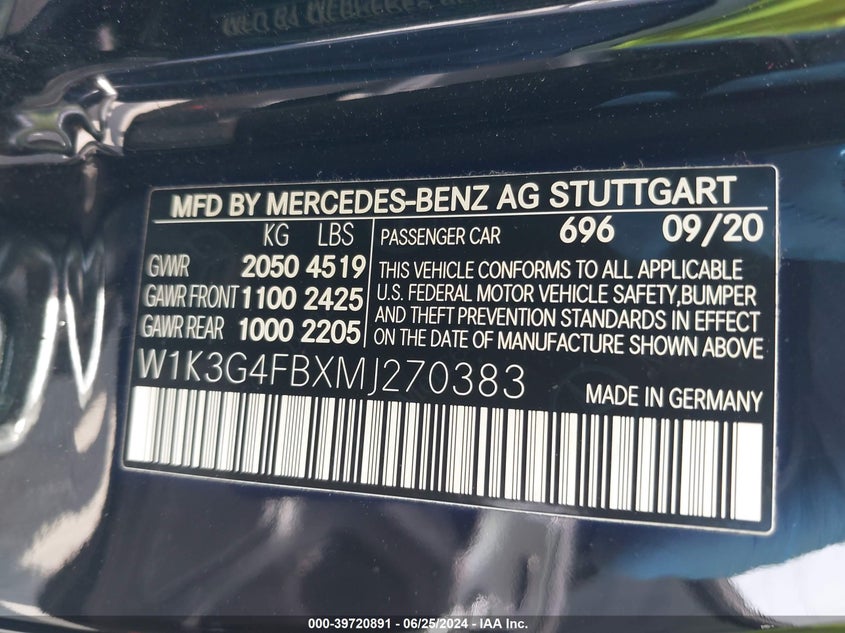 MFD BY MERCEDES-BENZ AG STUTTGART
KG LBS
GVWR 2050 4519
GAWR FRONT 1100 2425
GAWR REAR 1000 2205
PASSENGER CAR 696 09/20
THIS VEHICLE CONFORMS TO ALL APPLICABLE
U.S. FEDERAL MOTOR VEHICLE SAFETY,BUMPER
AND THEFT PREVENTION STANDARDS IN EFFECT
ON THE DATE OF MANUFACTURE SHOWN ABOVE
W1K3G4FBXMJ270383
MADE IN GERMANY
000-39720891 - 06/25/2024 - IAA Inc.